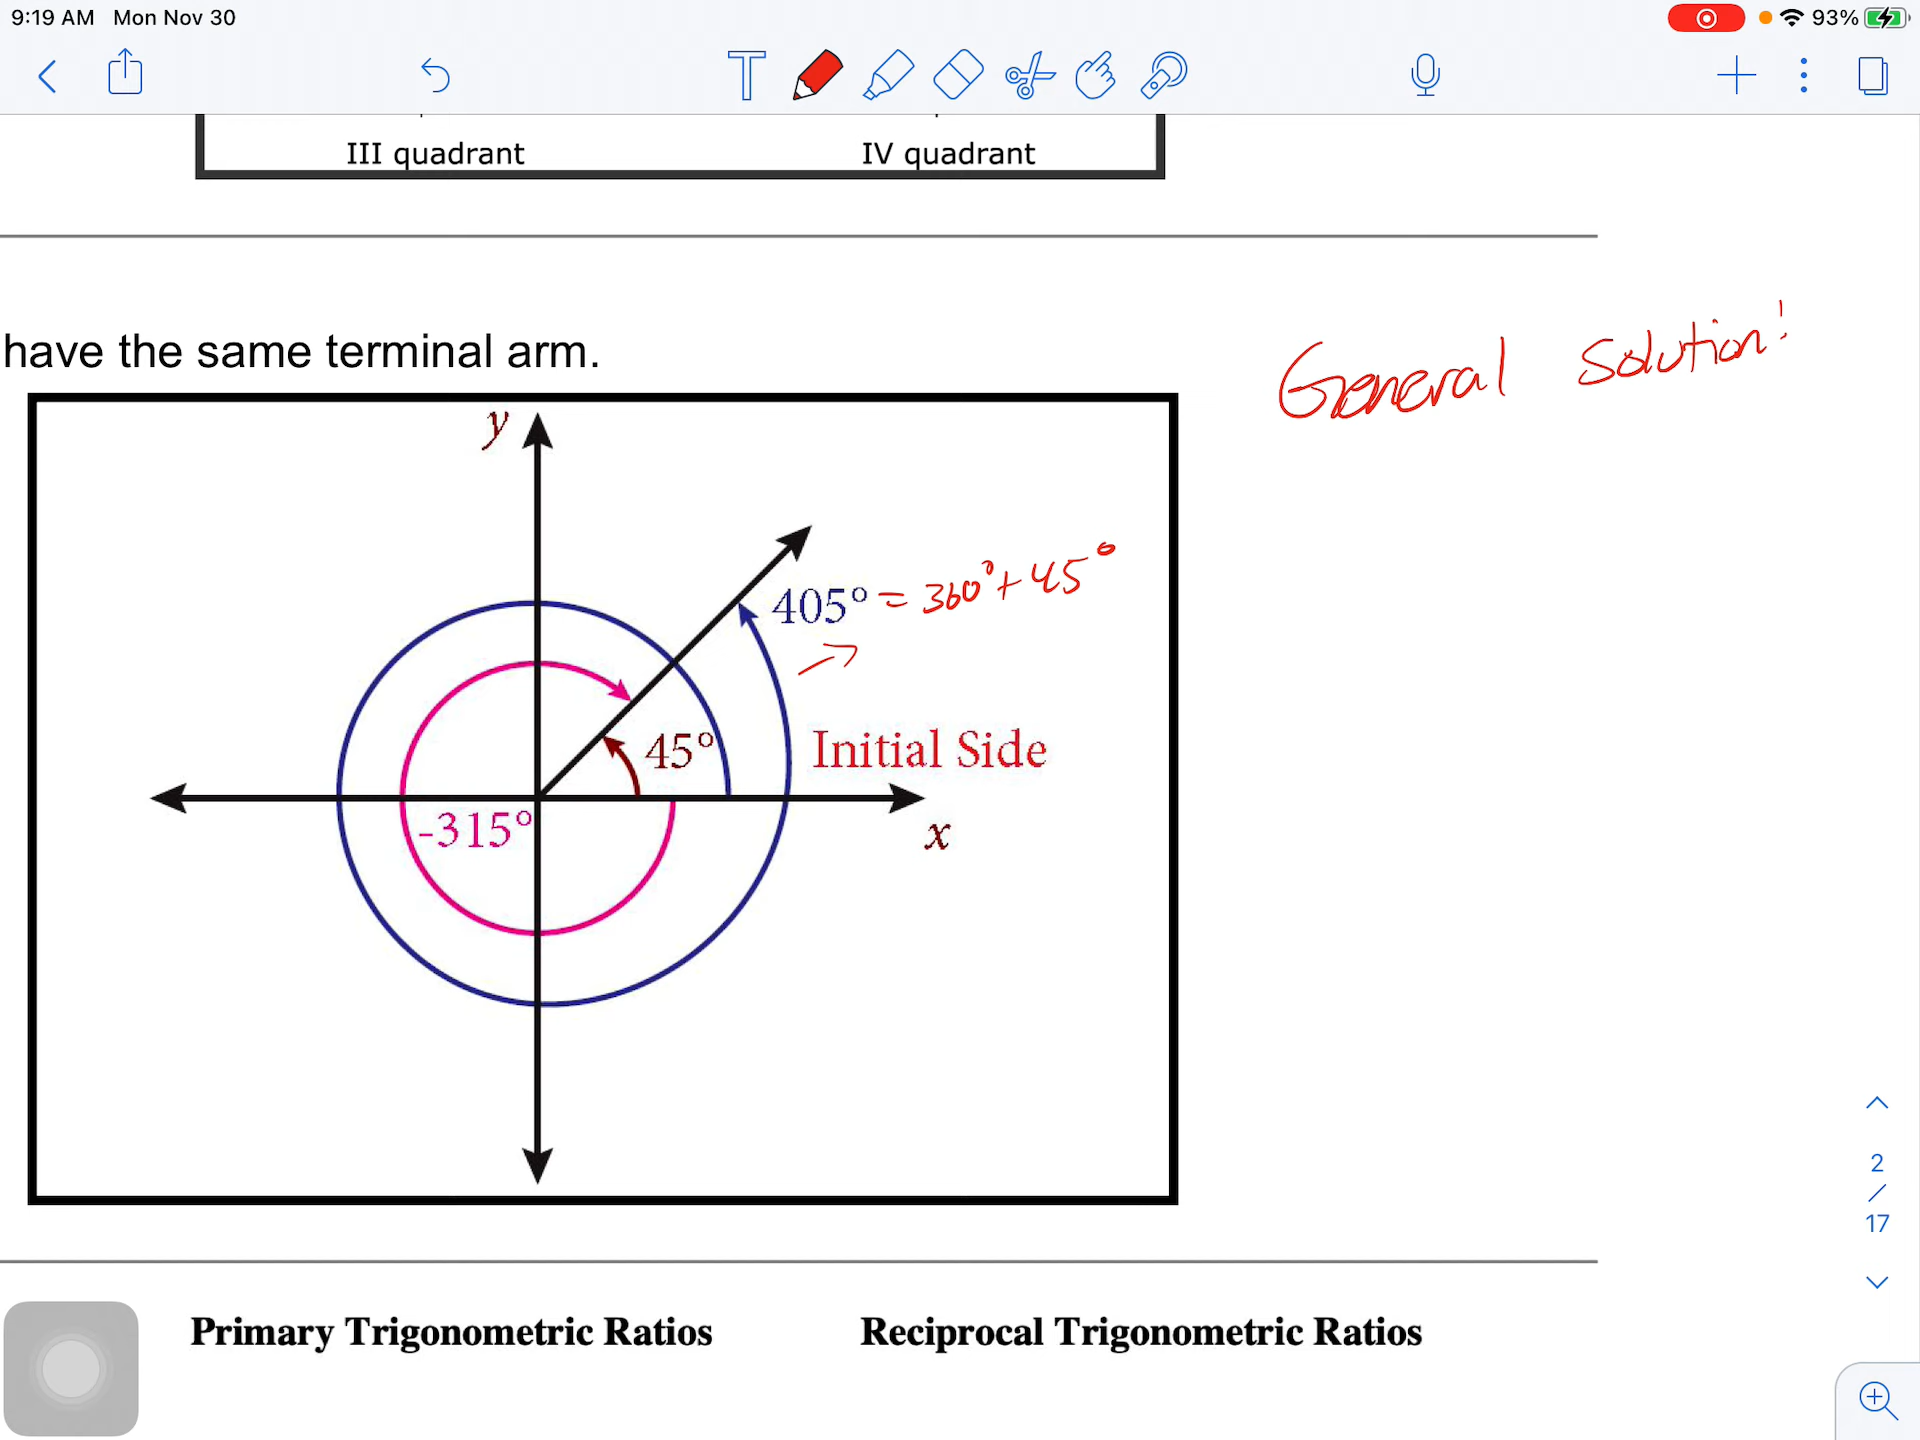 9:19 AM Mon Nov 30
93%
T
III quadrant IV quadrant
have the same terminal arm.
General Solution!
y
405° = 360° + 45°
45°
Initial Side
-315°
x
2
/
17
Primary Trigonometric Ratios Reciprocal Trigonometric Ratios